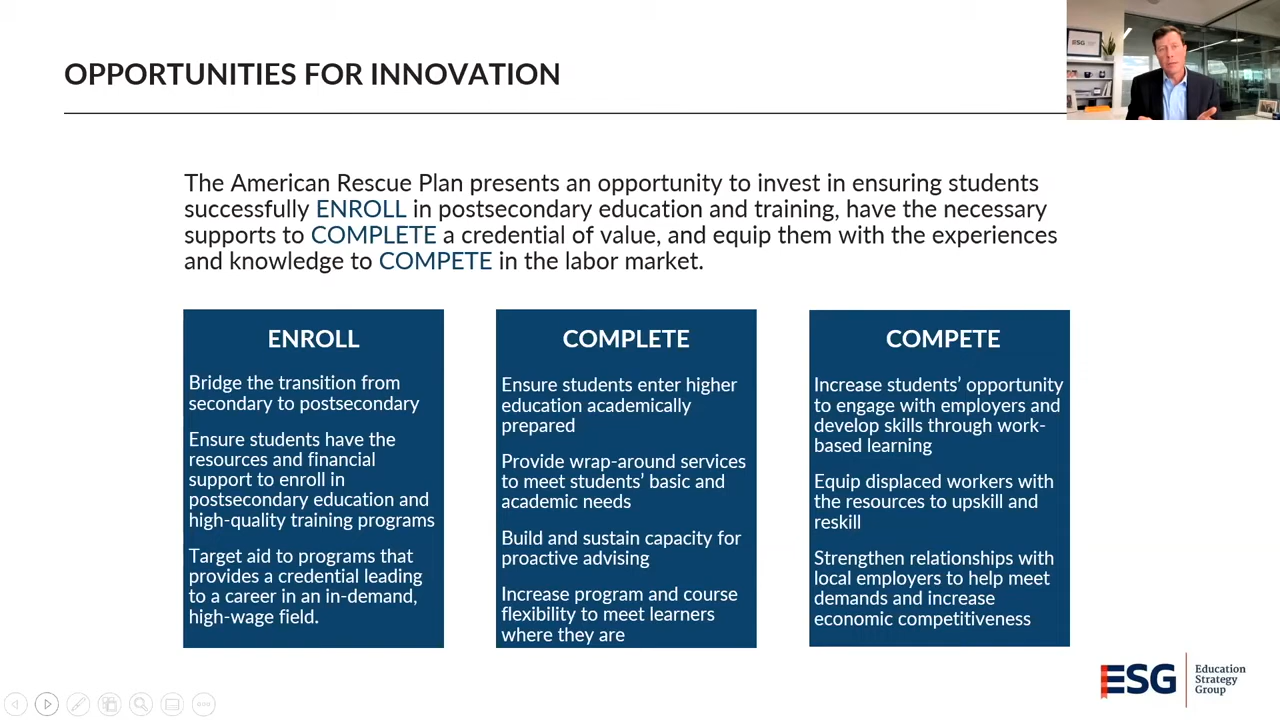 OPPORTUNITIES FOR INNOVATION
ESG
The American Rescue Plan presents an opportunity to invest in ensuring students
successfully ENROLL in postsecondary education and training, have the necessary
supports to COMPLETE a credential of value, and equip them with the experiences
and knowledge to COMPETE in the labor market.
ENROLL
Bridge the transition from
secondary to postsecondary
Ensure students have the
resources and financial
support to enroll in
postsecondary education and
high-quality training programs
Target aid to programs that
provides a credential leading
to a career in an in-demand,
high-wage field.
COMPLETE
Ensure students enter higher
education academically
prepared
Provide wrap-around services
to meet students’ basic and
academic needs
Build and sustain capacity for
proactive advising
Increase program and course
flexibility to meet learners
where they are
COMPETE
Increase students’ opportunity
to engage with employers and
develop skills through work-
based learning
Equip displaced workers with
the resources to upskill and
reskill
Strengthen relationships with
local employers to help meet
demands and increase
economic competitiveness
ESG
Education
Strategy
Group